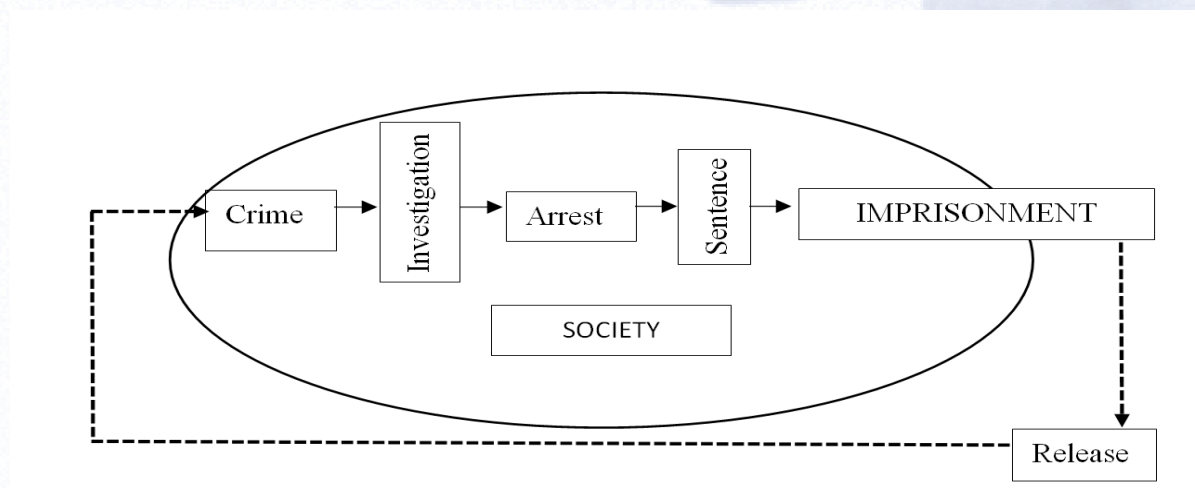 Crime
Investigation
Arrest
Sentence
IMPRISONMENT
SOCIETY
Release